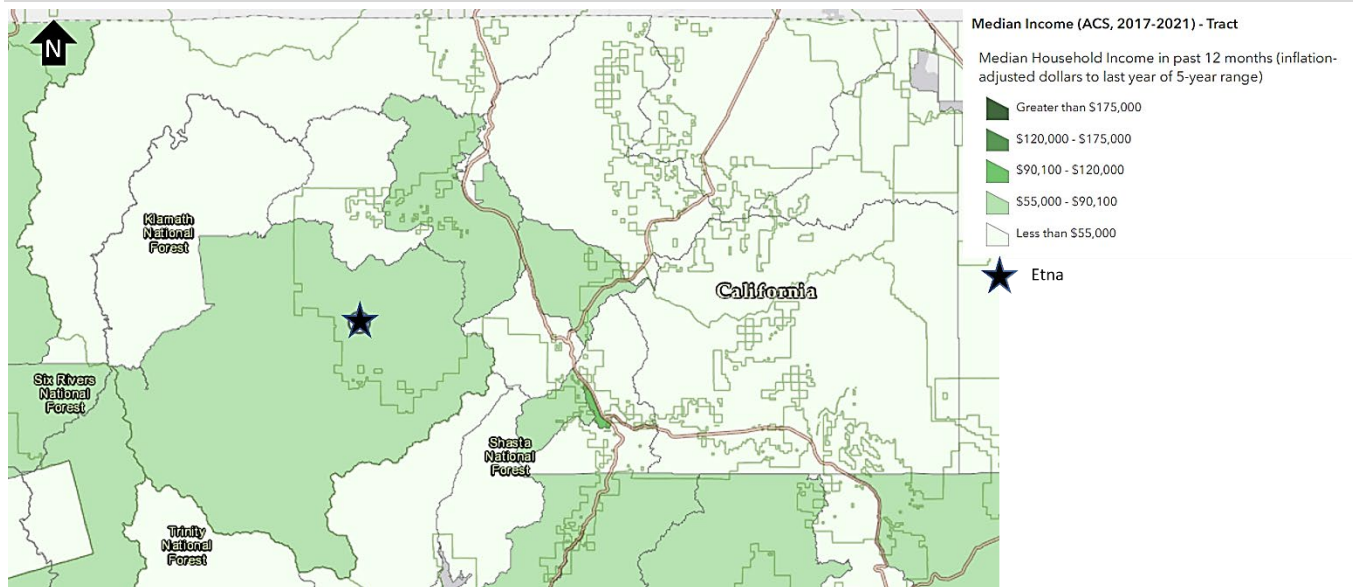 N
Klamath
National
Forest
California
Six Rivers
National
Forest
Shasta
National
Forest
Trinity
National
Forest
Median Income (ACS, 2017-2021) - Tract
Median Household Income in past 12 months (inflation-
adjusted dollars to last year of 5-year range)
Greater than $175,000
$120,000 - $175,000
$90,100 - $120,000
$55,000 - $90,100
Less than $55,000
Etna